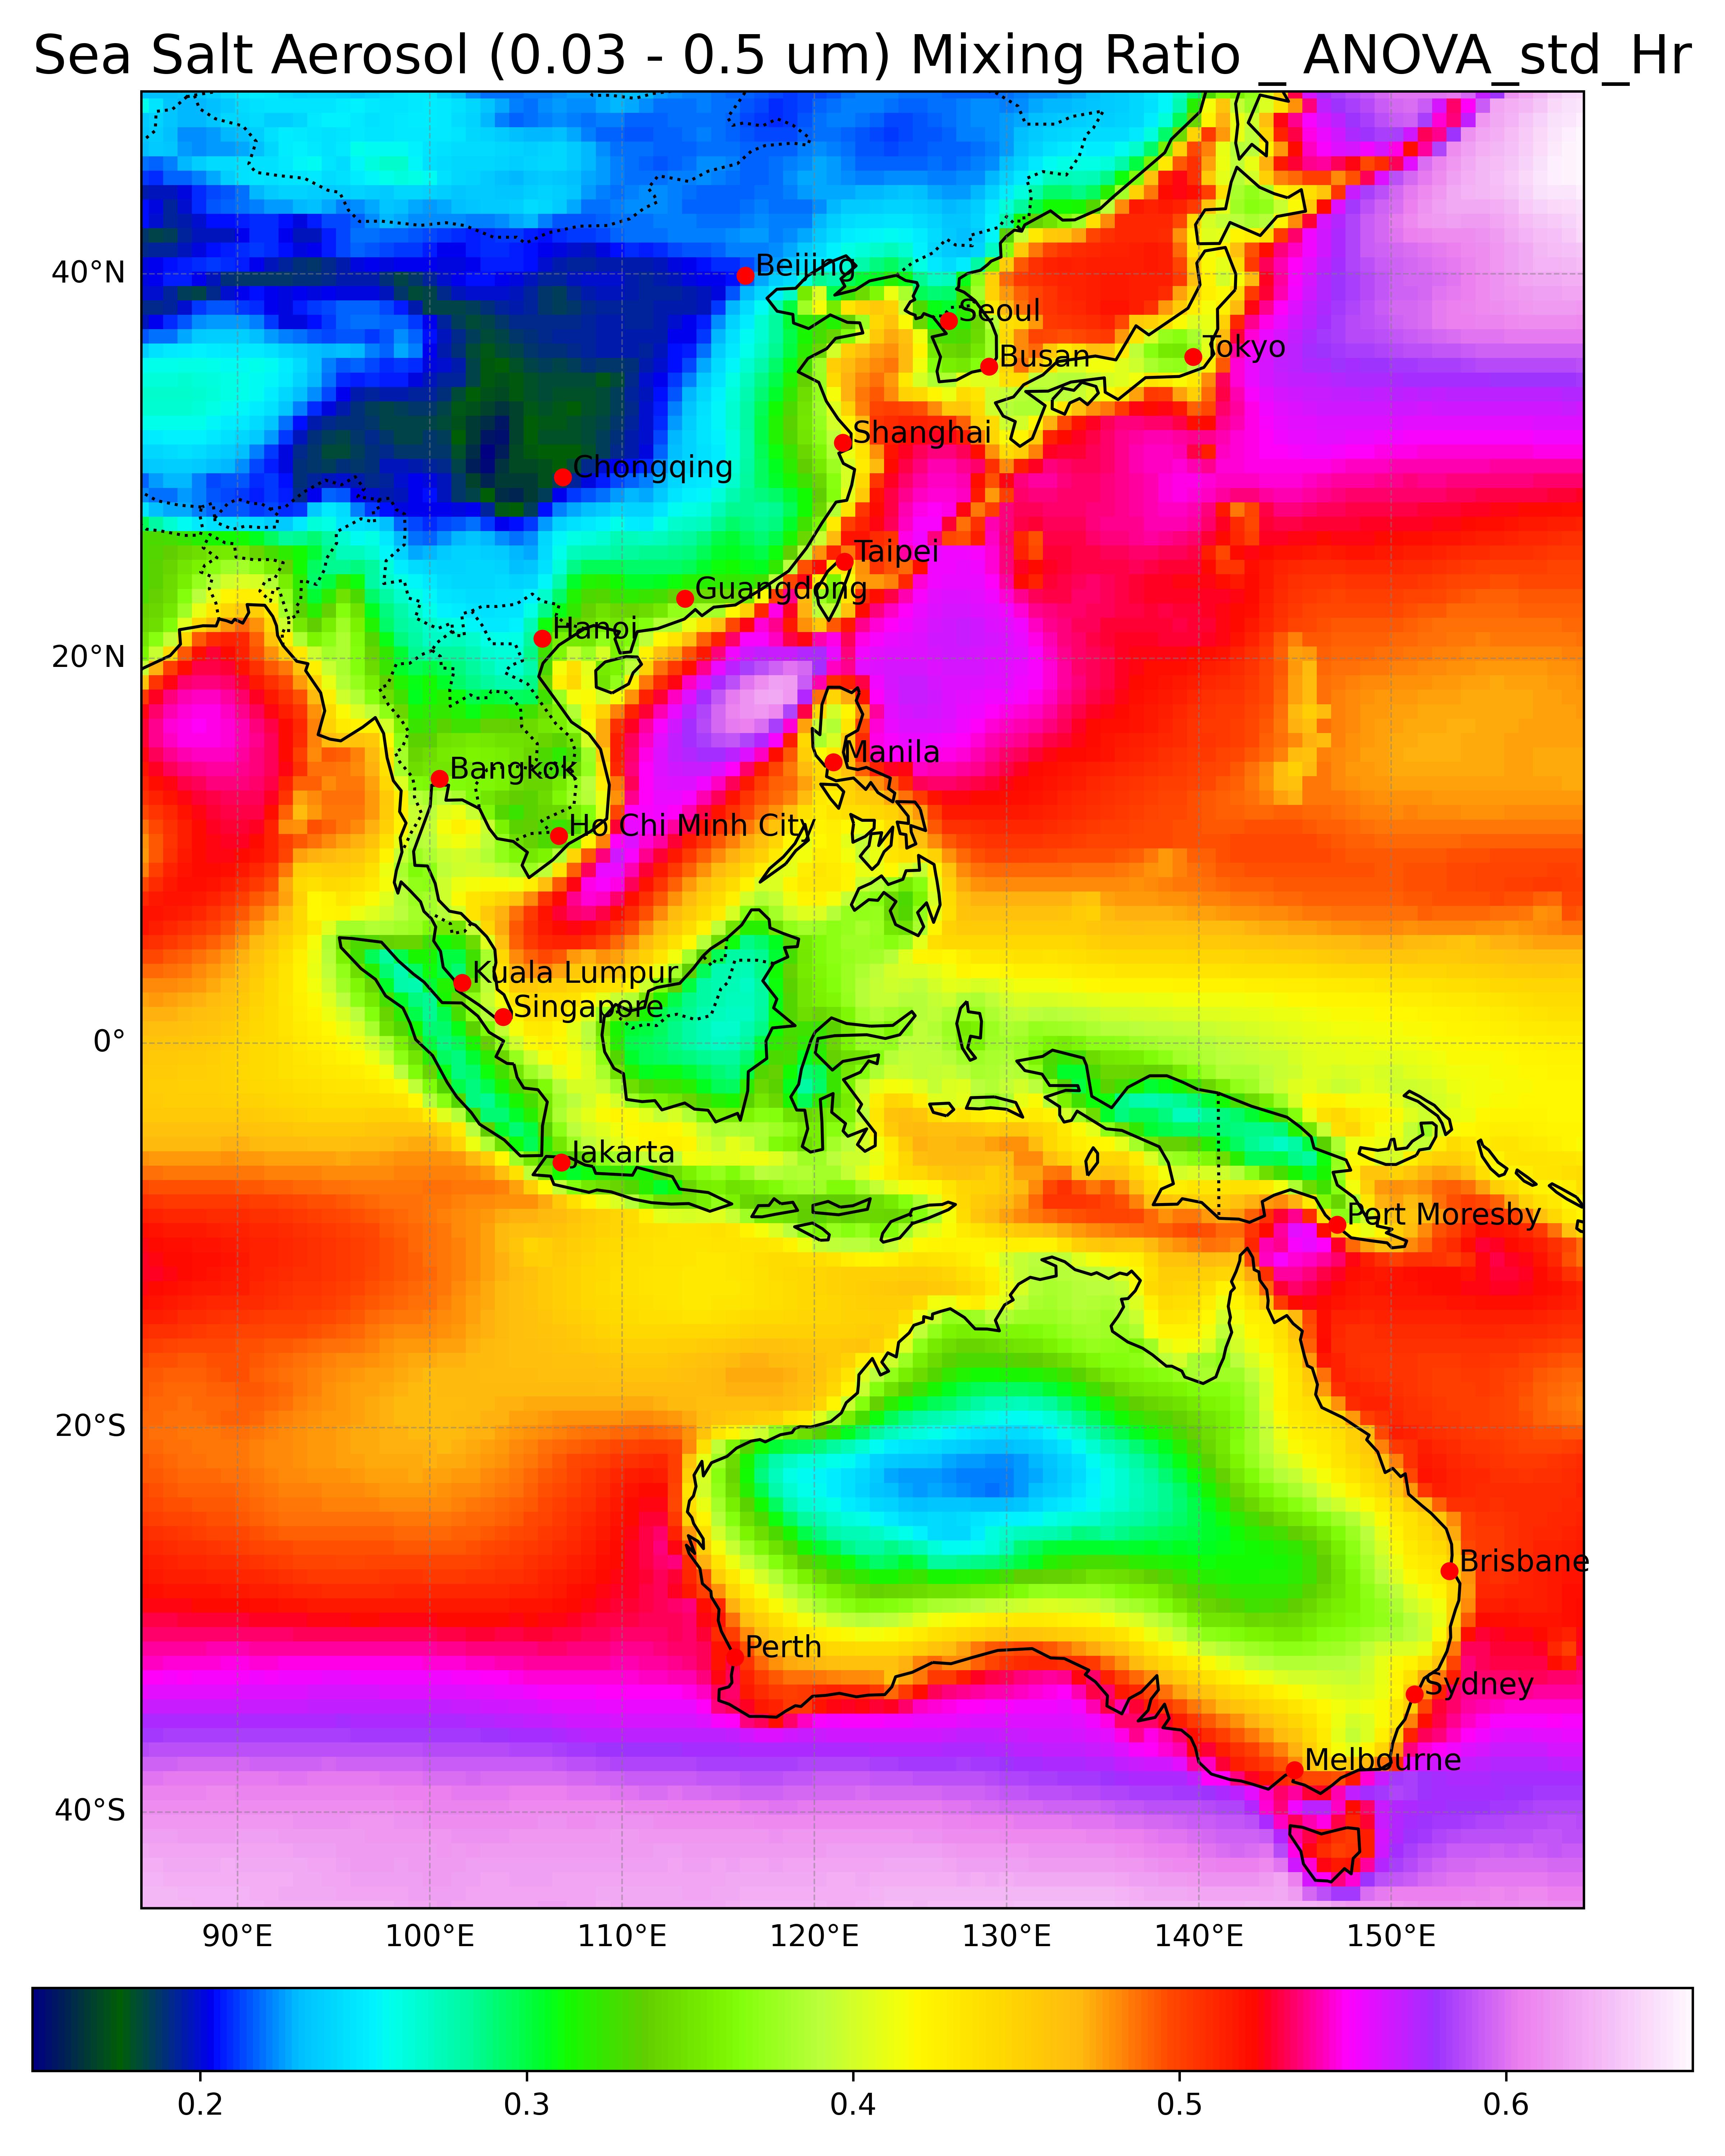 Sea Salt Aerosol (0.03 - 0.5 um) Mixing Ratio _ ANOVA_std_Hr
40°N
Beijing
Seoul
Tokyo
Busan
Shanghai
Chongqing
Taipei
Guangdong
Hanoi
20°N
Manila
Bangkok
Ho Chi Minh City
Kuala Lumpur
Singapore
0°
Jakarta
Port Moresby
20°S
Brisbane
Perth
Sydney
Melbourne
40°S
90°E 100°E 110°E 120°E 130°E 140°E 150°E
0.2 0.3 0.4 0.5 0.6